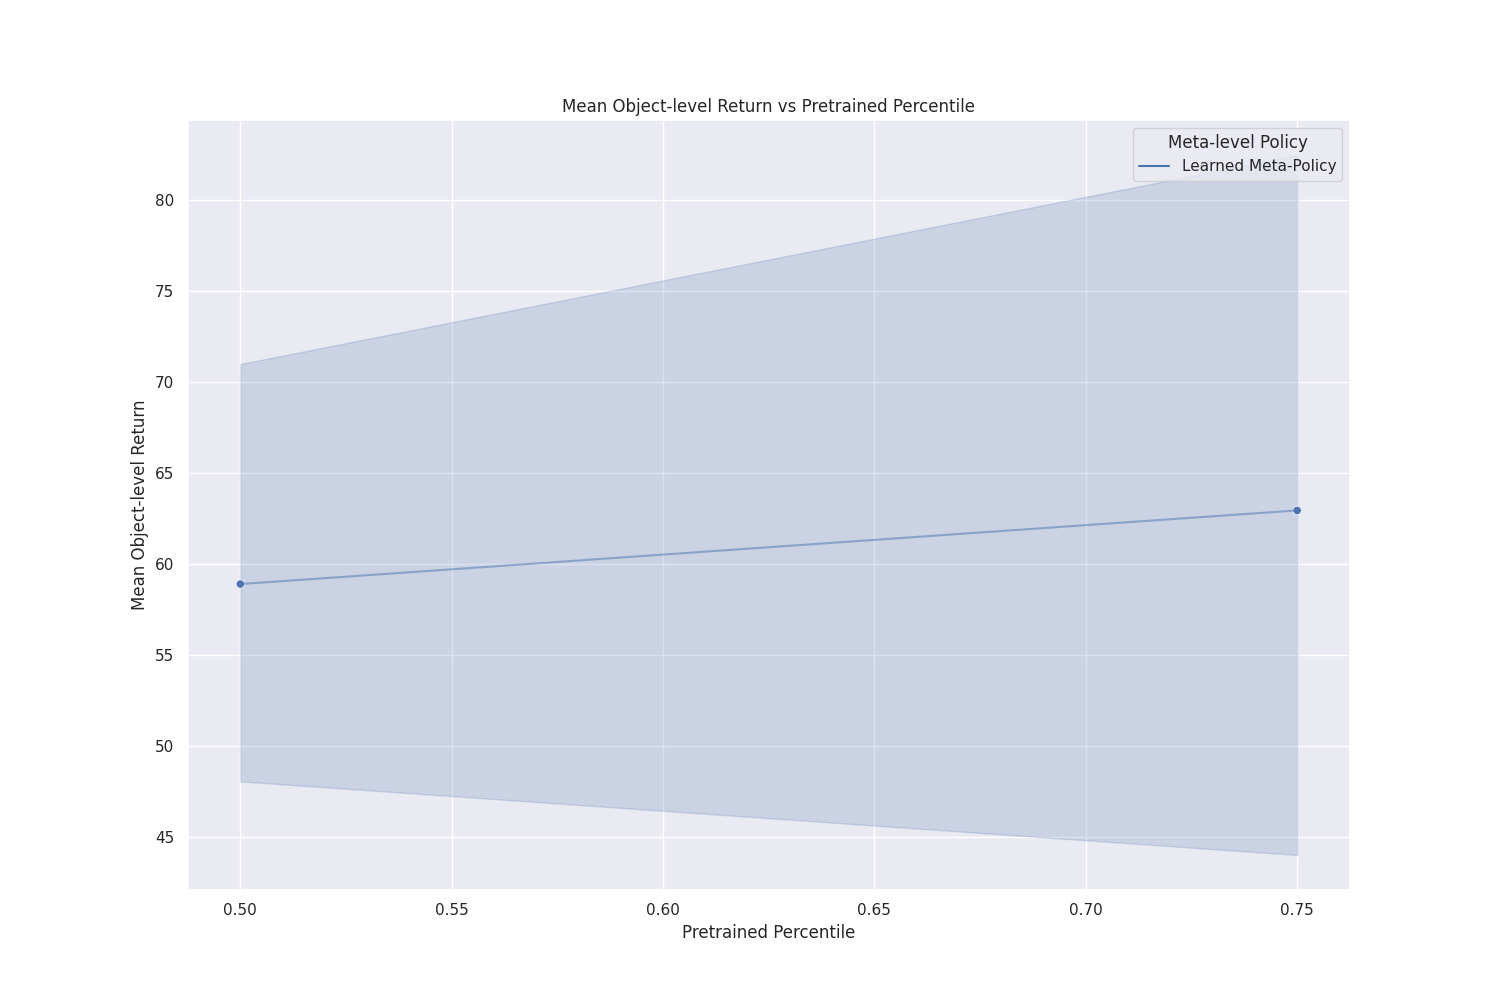 Mean Object-level Return vs Pretrained Percentile
Meta-level Policy
Learned Meta-Policy
80
75
70
65
60
55
50
45
Mean Object-level Return
0.50 0.55 0.60 0.65 0.70 0.75
Pretrained Percentile